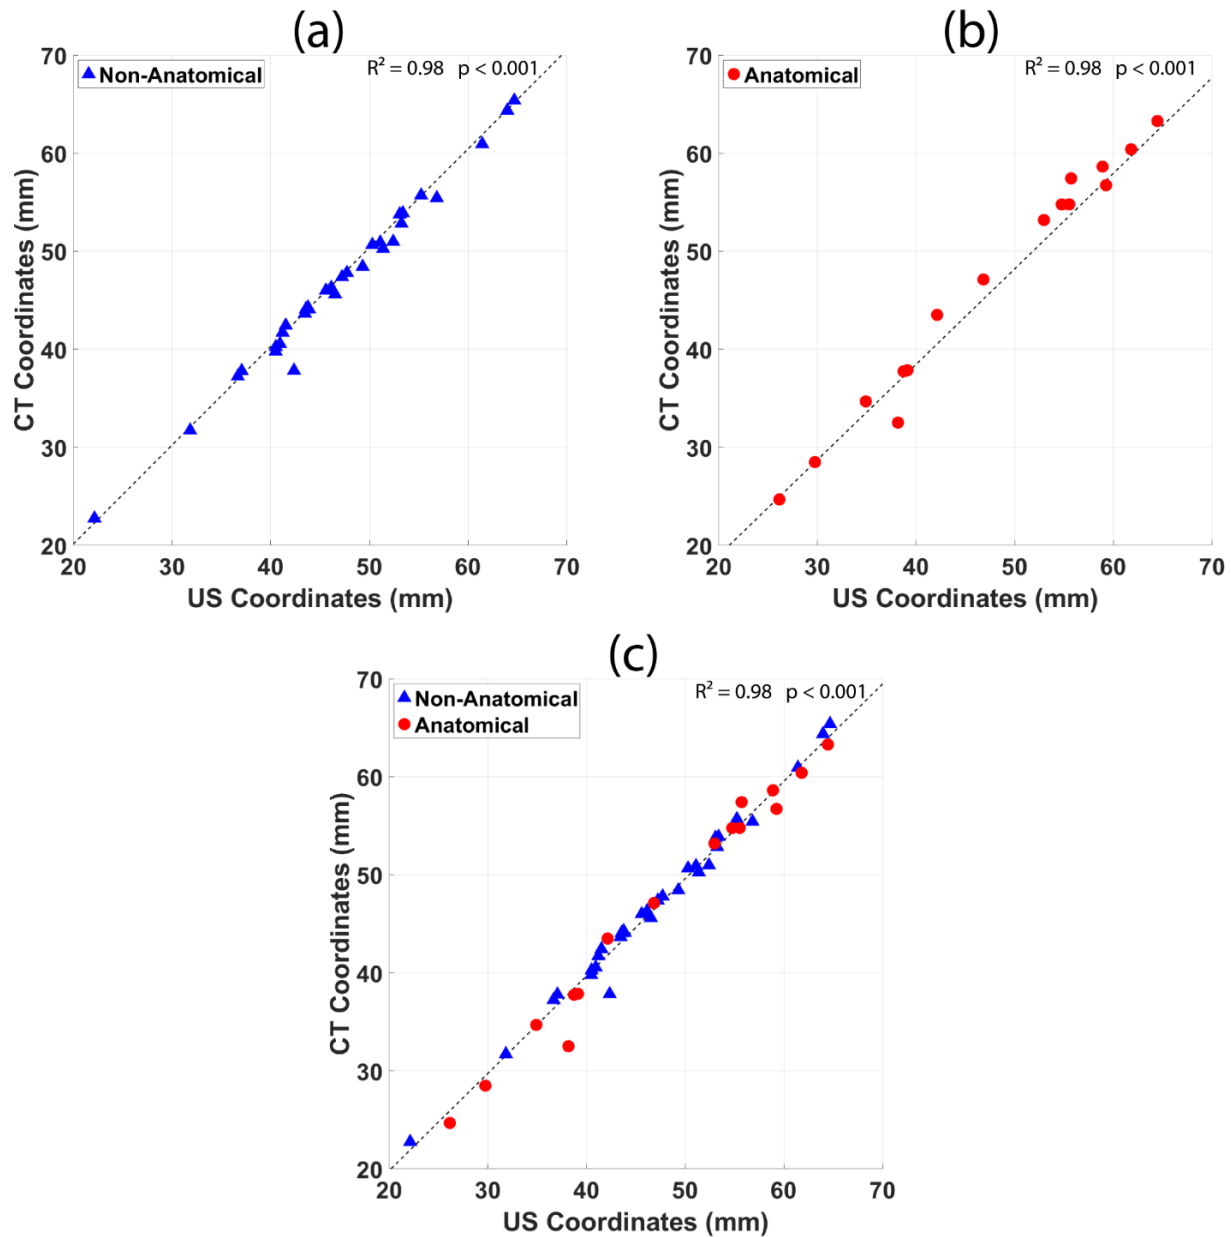 (a)
70
Non-Anatomical
R² = 0.98 p < 0.001
60
50
40
30
20
CT Coordinates (mm)
20 30 40 50 60 70
US Coordinates (mm)
(b)
70
Anatomical
R² = 0.98 p < 0.001
60
50
40
30
20
CT Coordinates (mm)
20 30 40 50 60 70
US Coordinates (mm)
(c)
70
Non-Anatomical
Anatomical
R² = 0.98 p < 0.001
60
50
40
30
20
CT Coordinates (mm)
20 30 40 50 60 70
US Coordinates (mm)